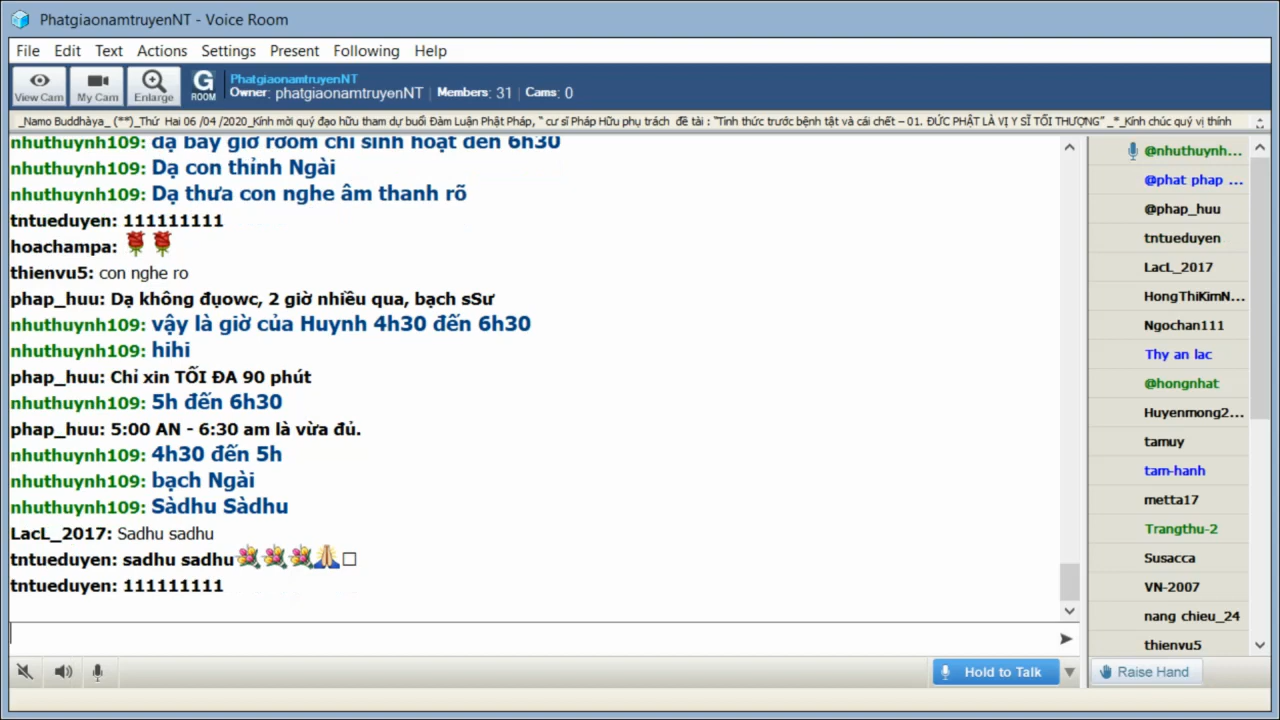 PhatgiaonamtruyenNT - Voice Room
File Edit Text Actions Settings Present Following Help
View Cam
My Cam
Enlarge
G
ROOM
PhatgiaonamtruyenNT
Owner: phatgiaonamtruyenNT | Members: 31 | Cams: 0
_Namo Buddhàya_ (**)_Thứ Hai 06 /04 /2020_Kính mời quý đạo hữu tham dự buổi Đàm Luận Phật Pháp, “ cư sĩ Pháp Hữu phụ trách đề tài : “Tỉnh thức trước bệnh tật và cái chết – 01. ĐỨC PHẬT LÀ VỊ Y SĨ TỐI THƯỢNG” _*_Kính chúc quý vị thính
nhuthuynh109: dạ bây giờ rơom chỉ sinh hoạt đến 6h30
nhuthuynh109: Dạ con thỉnh Ngài
nhuthuynh109: Dạ thưa con nghe âm thanh rõ
tntueduyen: 111111111
hoachampa:
thienvu5: con nghe ro
phap_huu: Dạ không đụowc, 2 giờ nhiều qua, bạch sSư
nhuthuynh109: vậy là giờ của Huynh 4h30 đến 6h30
nhuthuynh109: hihi
phap_huu: Chỉ xin TỐI ĐA 90 phút
nhuthuynh109: 5h đến 6h30
phap_huu: 5:00 AN - 6:30 am là vừa đủ.
nhuthuynh109: 4h30 đến 5h
nhuthuynh109: bạch Ngài
nhuthuynh109: Sàdhu Sàdhu
LacL_2017: Sadhu sadhu
tntueduyen: sadhu sadhu
tntueduyen: 111111111
@nhuthuynh...
@phat phap ...
@phap_huu
tntueduyen
LacL_2017
HongThiKimN...
Ngochan111
Thy an lac
@hongnhat
Huyenmong2...
tamuy
tam-hanh
metta17
Trangthu-2
Susacca
VN-2007
nang chieu_24
thienvu5
Hold to Talk
Raise Hand